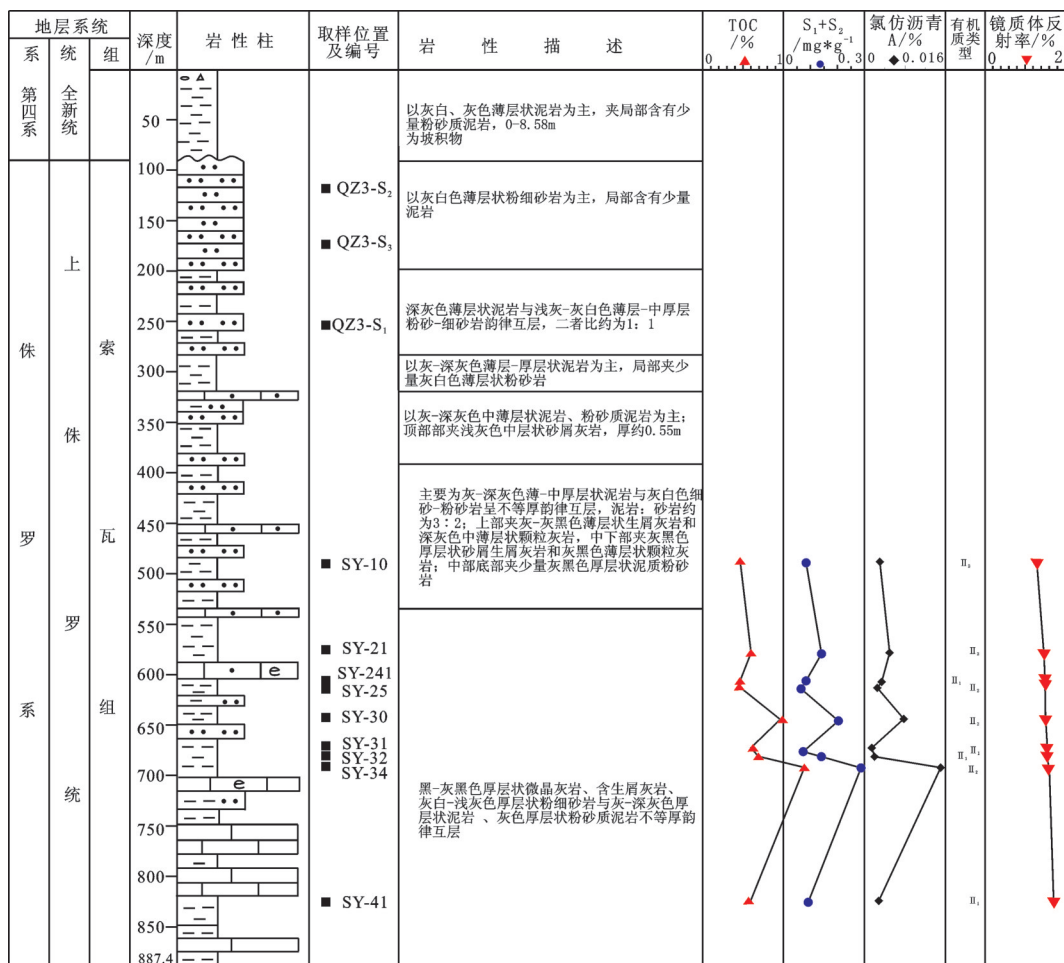 地层系统
系
统
组
深度
/m
岩性柱
取样位置
及编号
岩 性 描 述
TOC
/%
0 1
S₁+S₂
/mg*g⁻¹
0 0.3
氯仿沥青
A/%
0 0.016
有机
质类
型
镜质体反
射率/%
0 2
第四系
全新统
侏罗系
上侏罗统
索瓦组
50
100
150
200
250
300
350
400
450
500
550
600
650
700
750
800
850
887.4
e
e
QZ3-S₂
QZ3-S₃
QZ3-S₁
SY-10
SY-21
SY-241
SY-25
SY-30
SY-31
SY-32
SY-34
SY-41
以灰白、灰色薄层状泥岩为主，夹局部含有少
量粉砂质泥岩，0-8.58m
为坡积物
以灰白色薄层状粉细砂岩为主，局部含有少量
泥岩
深灰色薄层状泥岩与浅灰-灰白色薄层-中厚层
粉砂-细砂岩韵律互层，二者比约为1：1
以灰-深灰色薄层-厚层状泥岩为主，局部夹少
量灰白色薄层状粉砂岩
以灰-深灰色中薄层状泥岩、粉砂质泥岩为主；
顶部部夹浅灰色中层状砂屑灰岩，厚约0.55m
主要为灰-深灰色薄-中厚层状泥岩与灰白色细
砂-粉砂岩呈不等厚韵律互层，泥岩：砂岩约
为3：2；上部夹灰-灰黑色薄层状生屑灰岩和
深灰色中薄层状颗粒灰岩，中下部夹灰黑色
厚层状砂屑生屑灰岩和灰黑色薄层状颗粒灰
岩；中部底部夹少量灰黑色厚层状泥质粉砂
岩
黑-灰黑色厚层状微晶灰岩、含生屑灰岩、
灰白-浅灰色厚层状粉细砂岩与灰-深灰色厚
层状泥岩 、灰色厚层状粉砂质泥岩不等厚韵
律互层